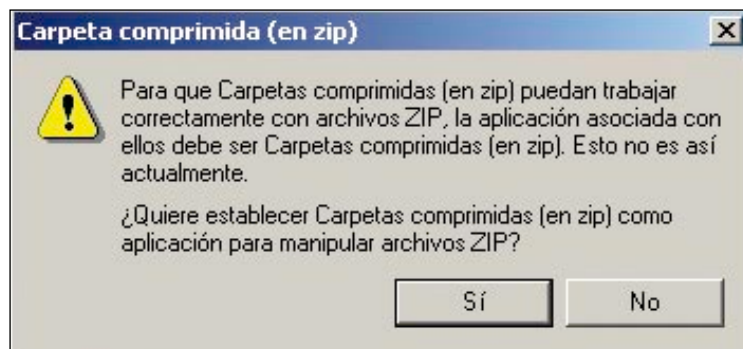 Carpeta comprimida (en zip)
Para que Carpetas comprimidas (en zip) puedan trabajar
correctamente con archivos ZIP, la aplicación asociada con
ellos debe ser Carpetas comprimidas (en zip). Esto no es así
actualmente.
¿Quiere establecer Carpetas comprimidas (en zip) como
aplicación para manipular archivos ZIP?
Sí
No